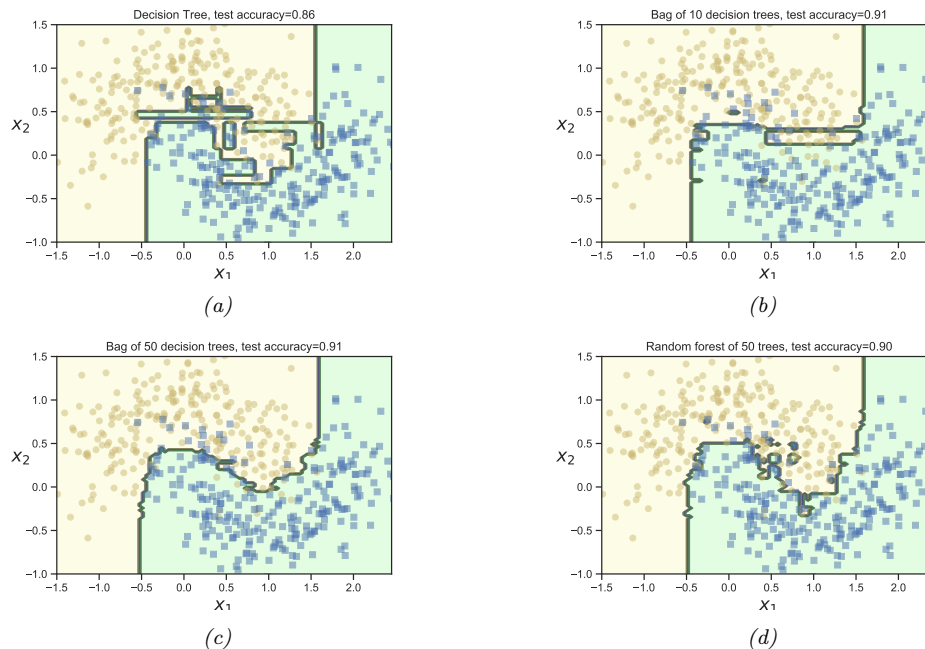 Decision Tree, test accuracy=0.86
1.5
1.0
0.5
X2
0.0
−0.5
−1.0
−1.5 −1.0 −0.5 0.0 0.5 1.0 1.5 2.0
X1
(a)
Bag of 10 decision trees, test accuracy=0.91
1.5
1.0
0.5
X2
0.0
−0.5
−1.0
−1.5 −1.0 −0.5 0.0 0.5 1.0 1.5 2.0
X1
(b)
Bag of 50 decision trees, test accuracy=0.91
1.5
1.0
0.5
X2
0.0
−0.5
−1.0
−1.5 −1.0 −0.5 0.0 0.5 1.0 1.5 2.0
X1
(c)
Random forest of 50 trees, test accuracy=0.90
1.5
1.0
0.5
X2
0.0
−0.5
−1.0
−1.5 −1.0 −0.5 0.0 0.5 1.0 1.5 2.0
X1
(d)